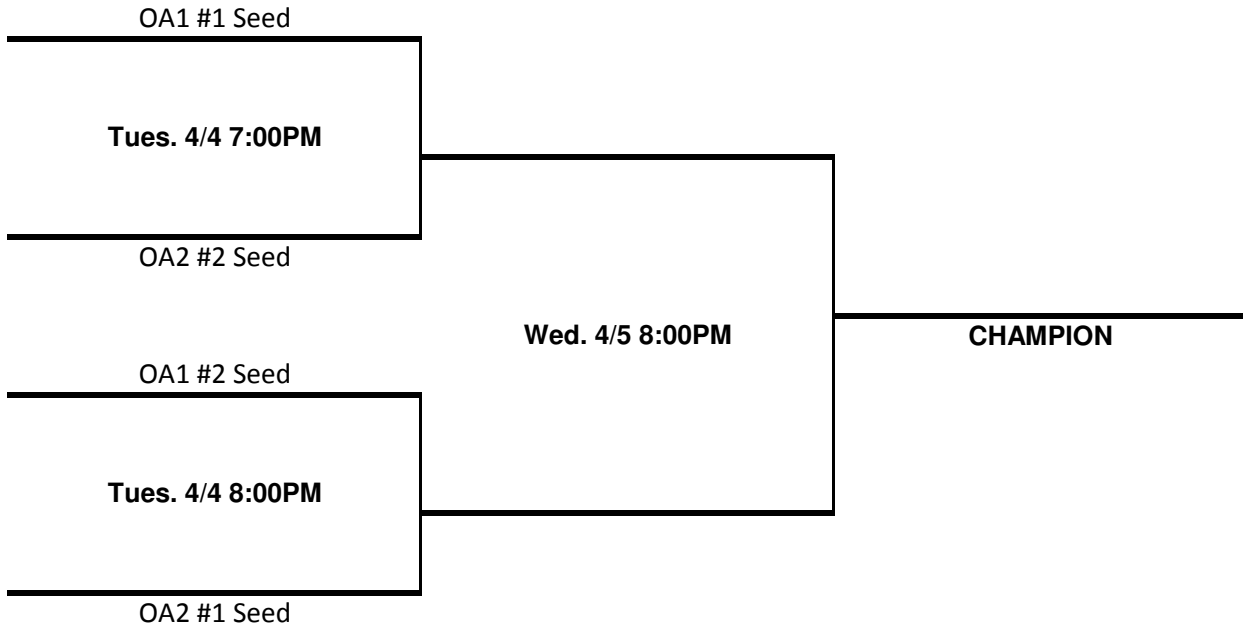 OA1 #1 Seed
Tues. 4/4 7:00PM
OA2 #2 Seed
Wed. 4/5 8:00PM
CHAMPION
OA1 #2 Seed
Tues. 4/4 8:00PM
OA2 #1 Seed